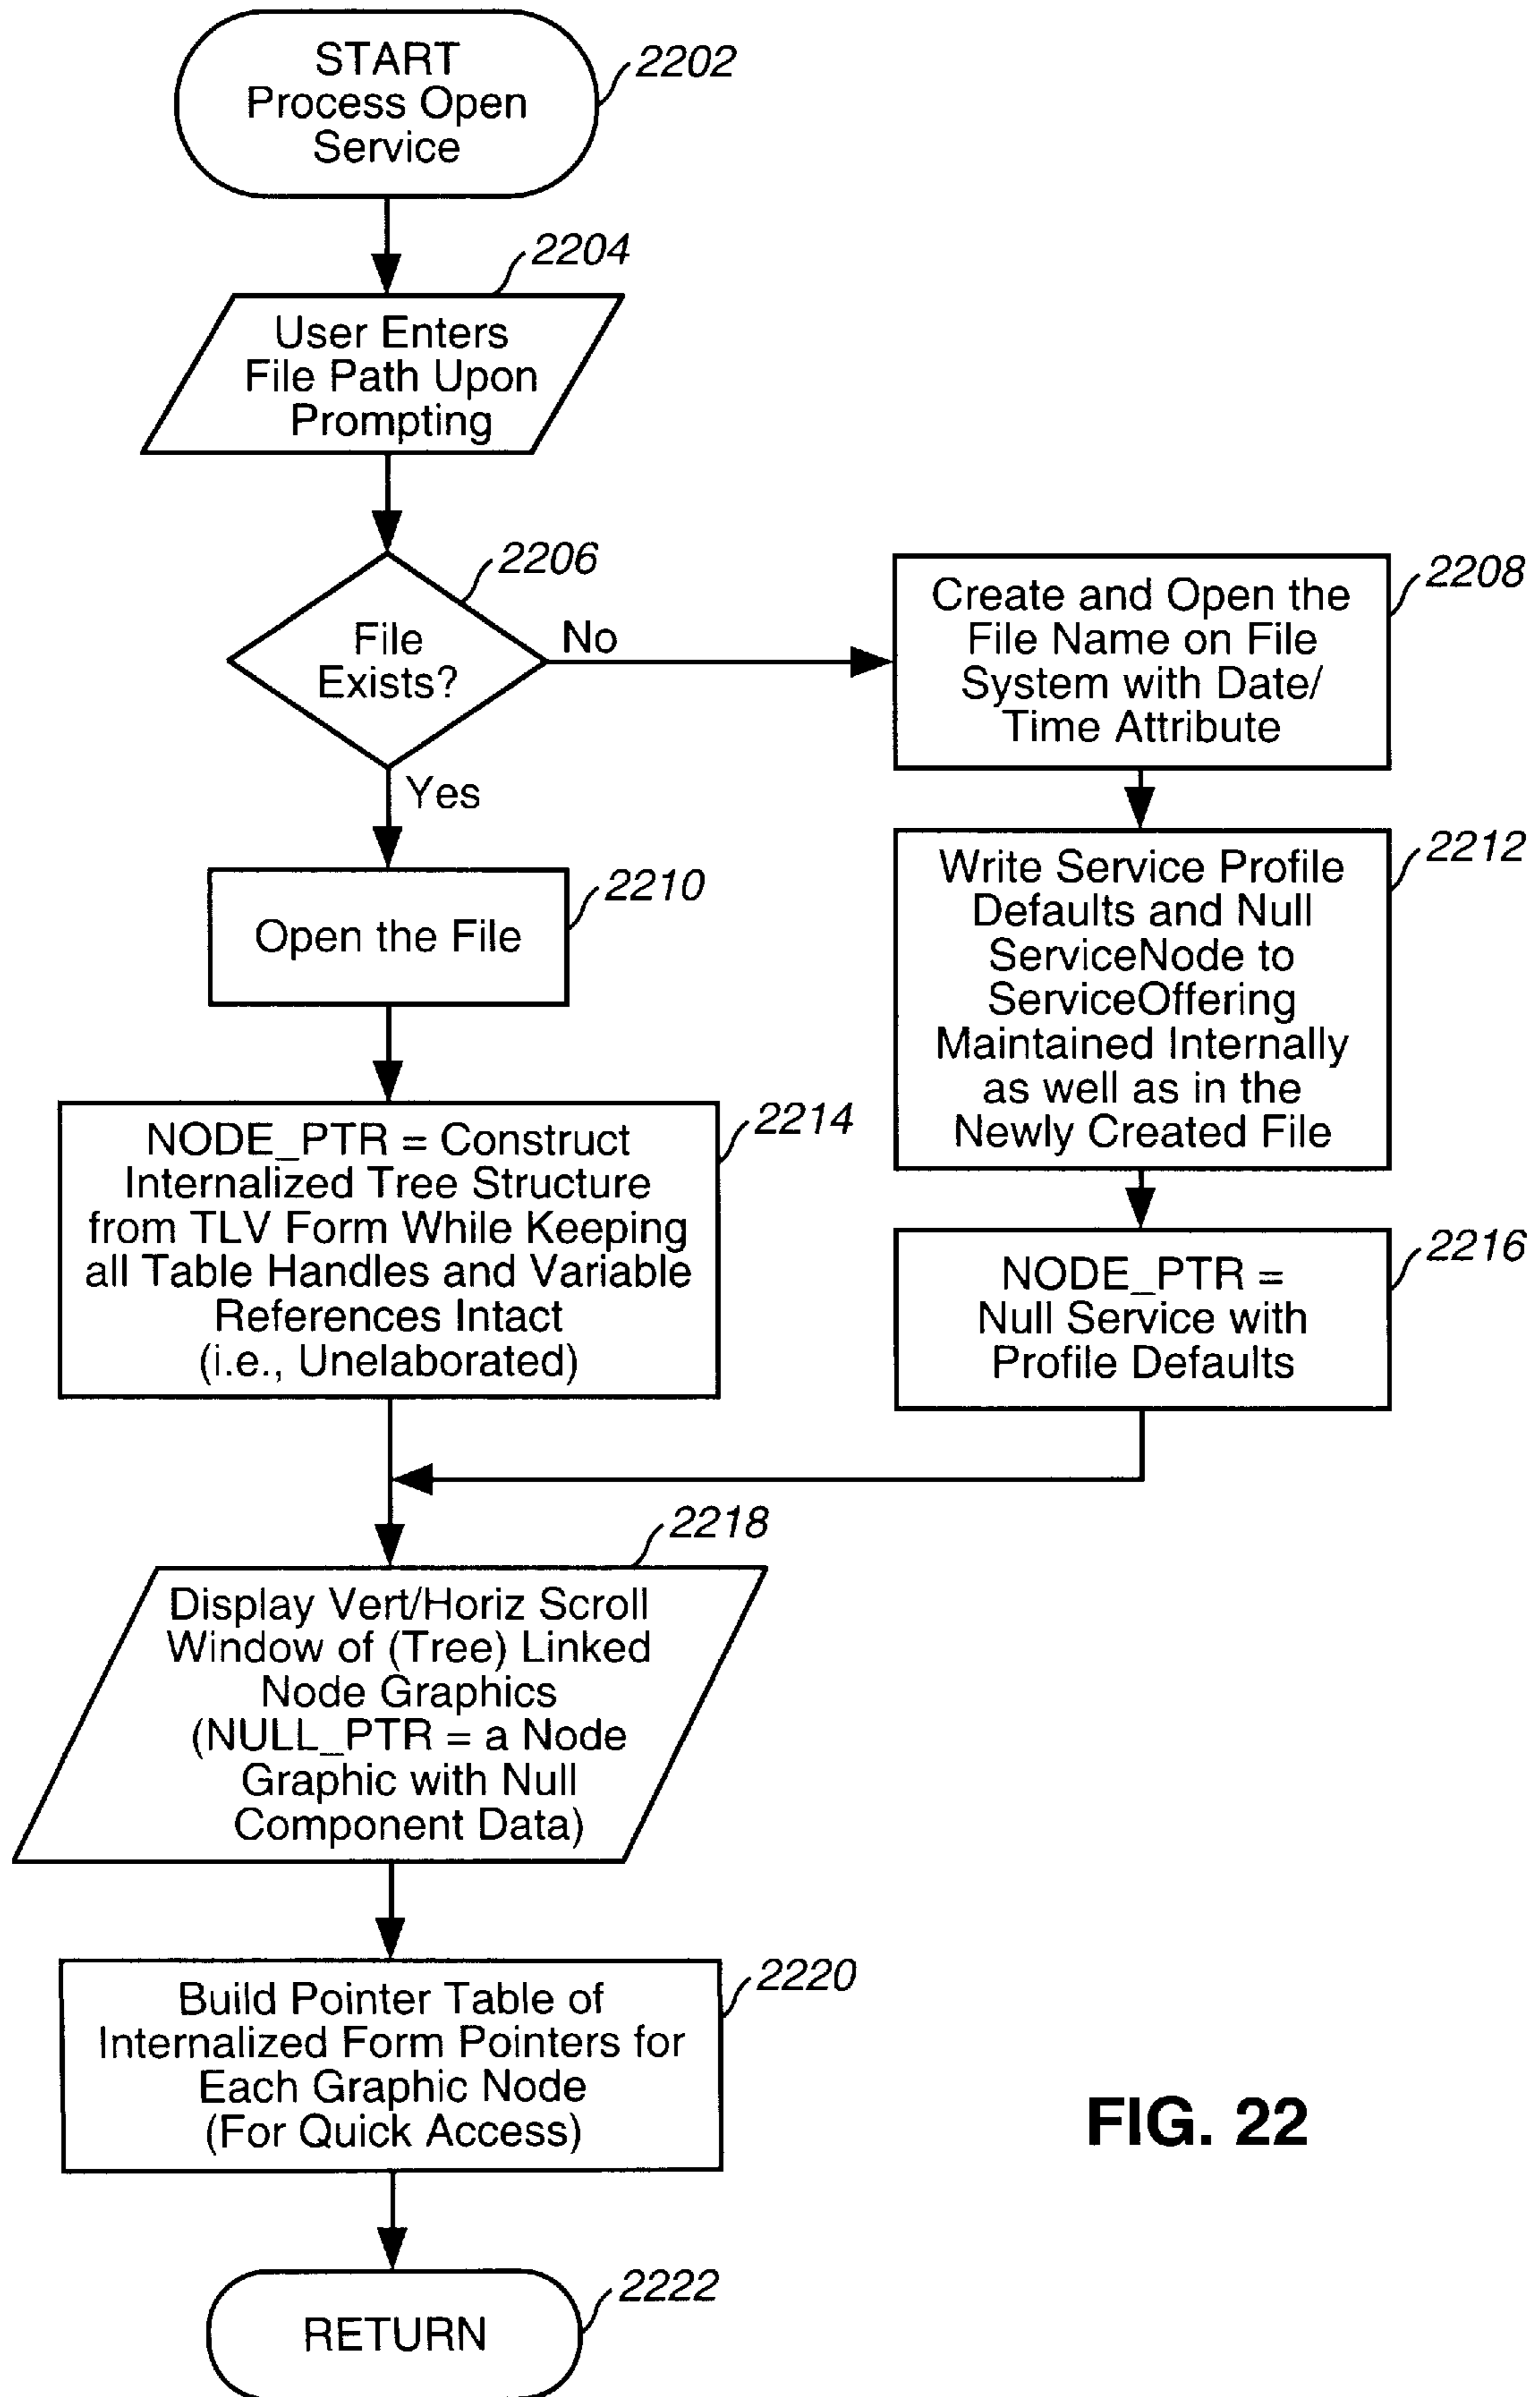 START
Process Open
Service
2202
2204
User Enters
File Path Upon
Prompting
2206
File
Exists?
No
Yes
2208
Create and Open the
File Name on File
System with Date/
Time Attribute
2210
Open the File
2212
Write Service Profile
Defaults and Null
ServiceNode to
ServiceOffering
Maintained Internally
as well as in the
Newly Created File
2214
NODE_PTR = Construct
Internalized Tree Structure
from TLV Form While Keeping
all Table Handles and Variable
References Intact
(i.e., Unelaborated)
2216
NODE_PTR =
Null Service with
Profile Defaults
2218
Display Vert/Horiz Scroll
Window of (Tree) Linked
Node Graphics
(NULL_PTR = a Node
Graphic with Null
Component Data)
2220
Build Pointer Table of
Internalized Form Pointers for
Each Graphic Node
(For Quick Access)
FIG. 22
2222
RETURN